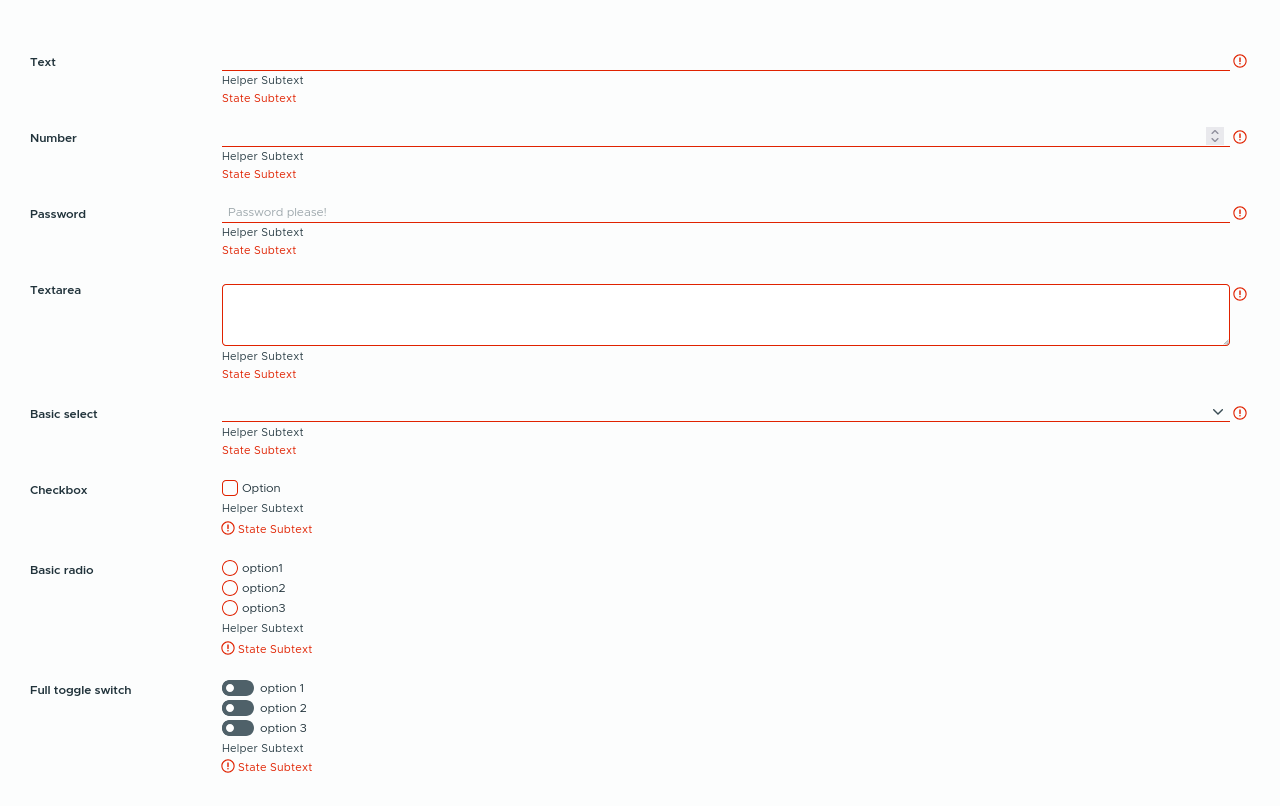 Text
Helper Subtext
State Subtext
Number
Helper Subtext
State Subtext
Password
Password please!
Helper Subtext
State Subtext
Textarea
Helper Subtext
State Subtext
Basic select
Helper Subtext
State Subtext
Checkbox
Option
Helper Subtext
State Subtext
Basic radio
option1
option2
option3
Helper Subtext
State Subtext
Full toggle switch
option 1
option 2
option 3
Helper Subtext
State Subtext